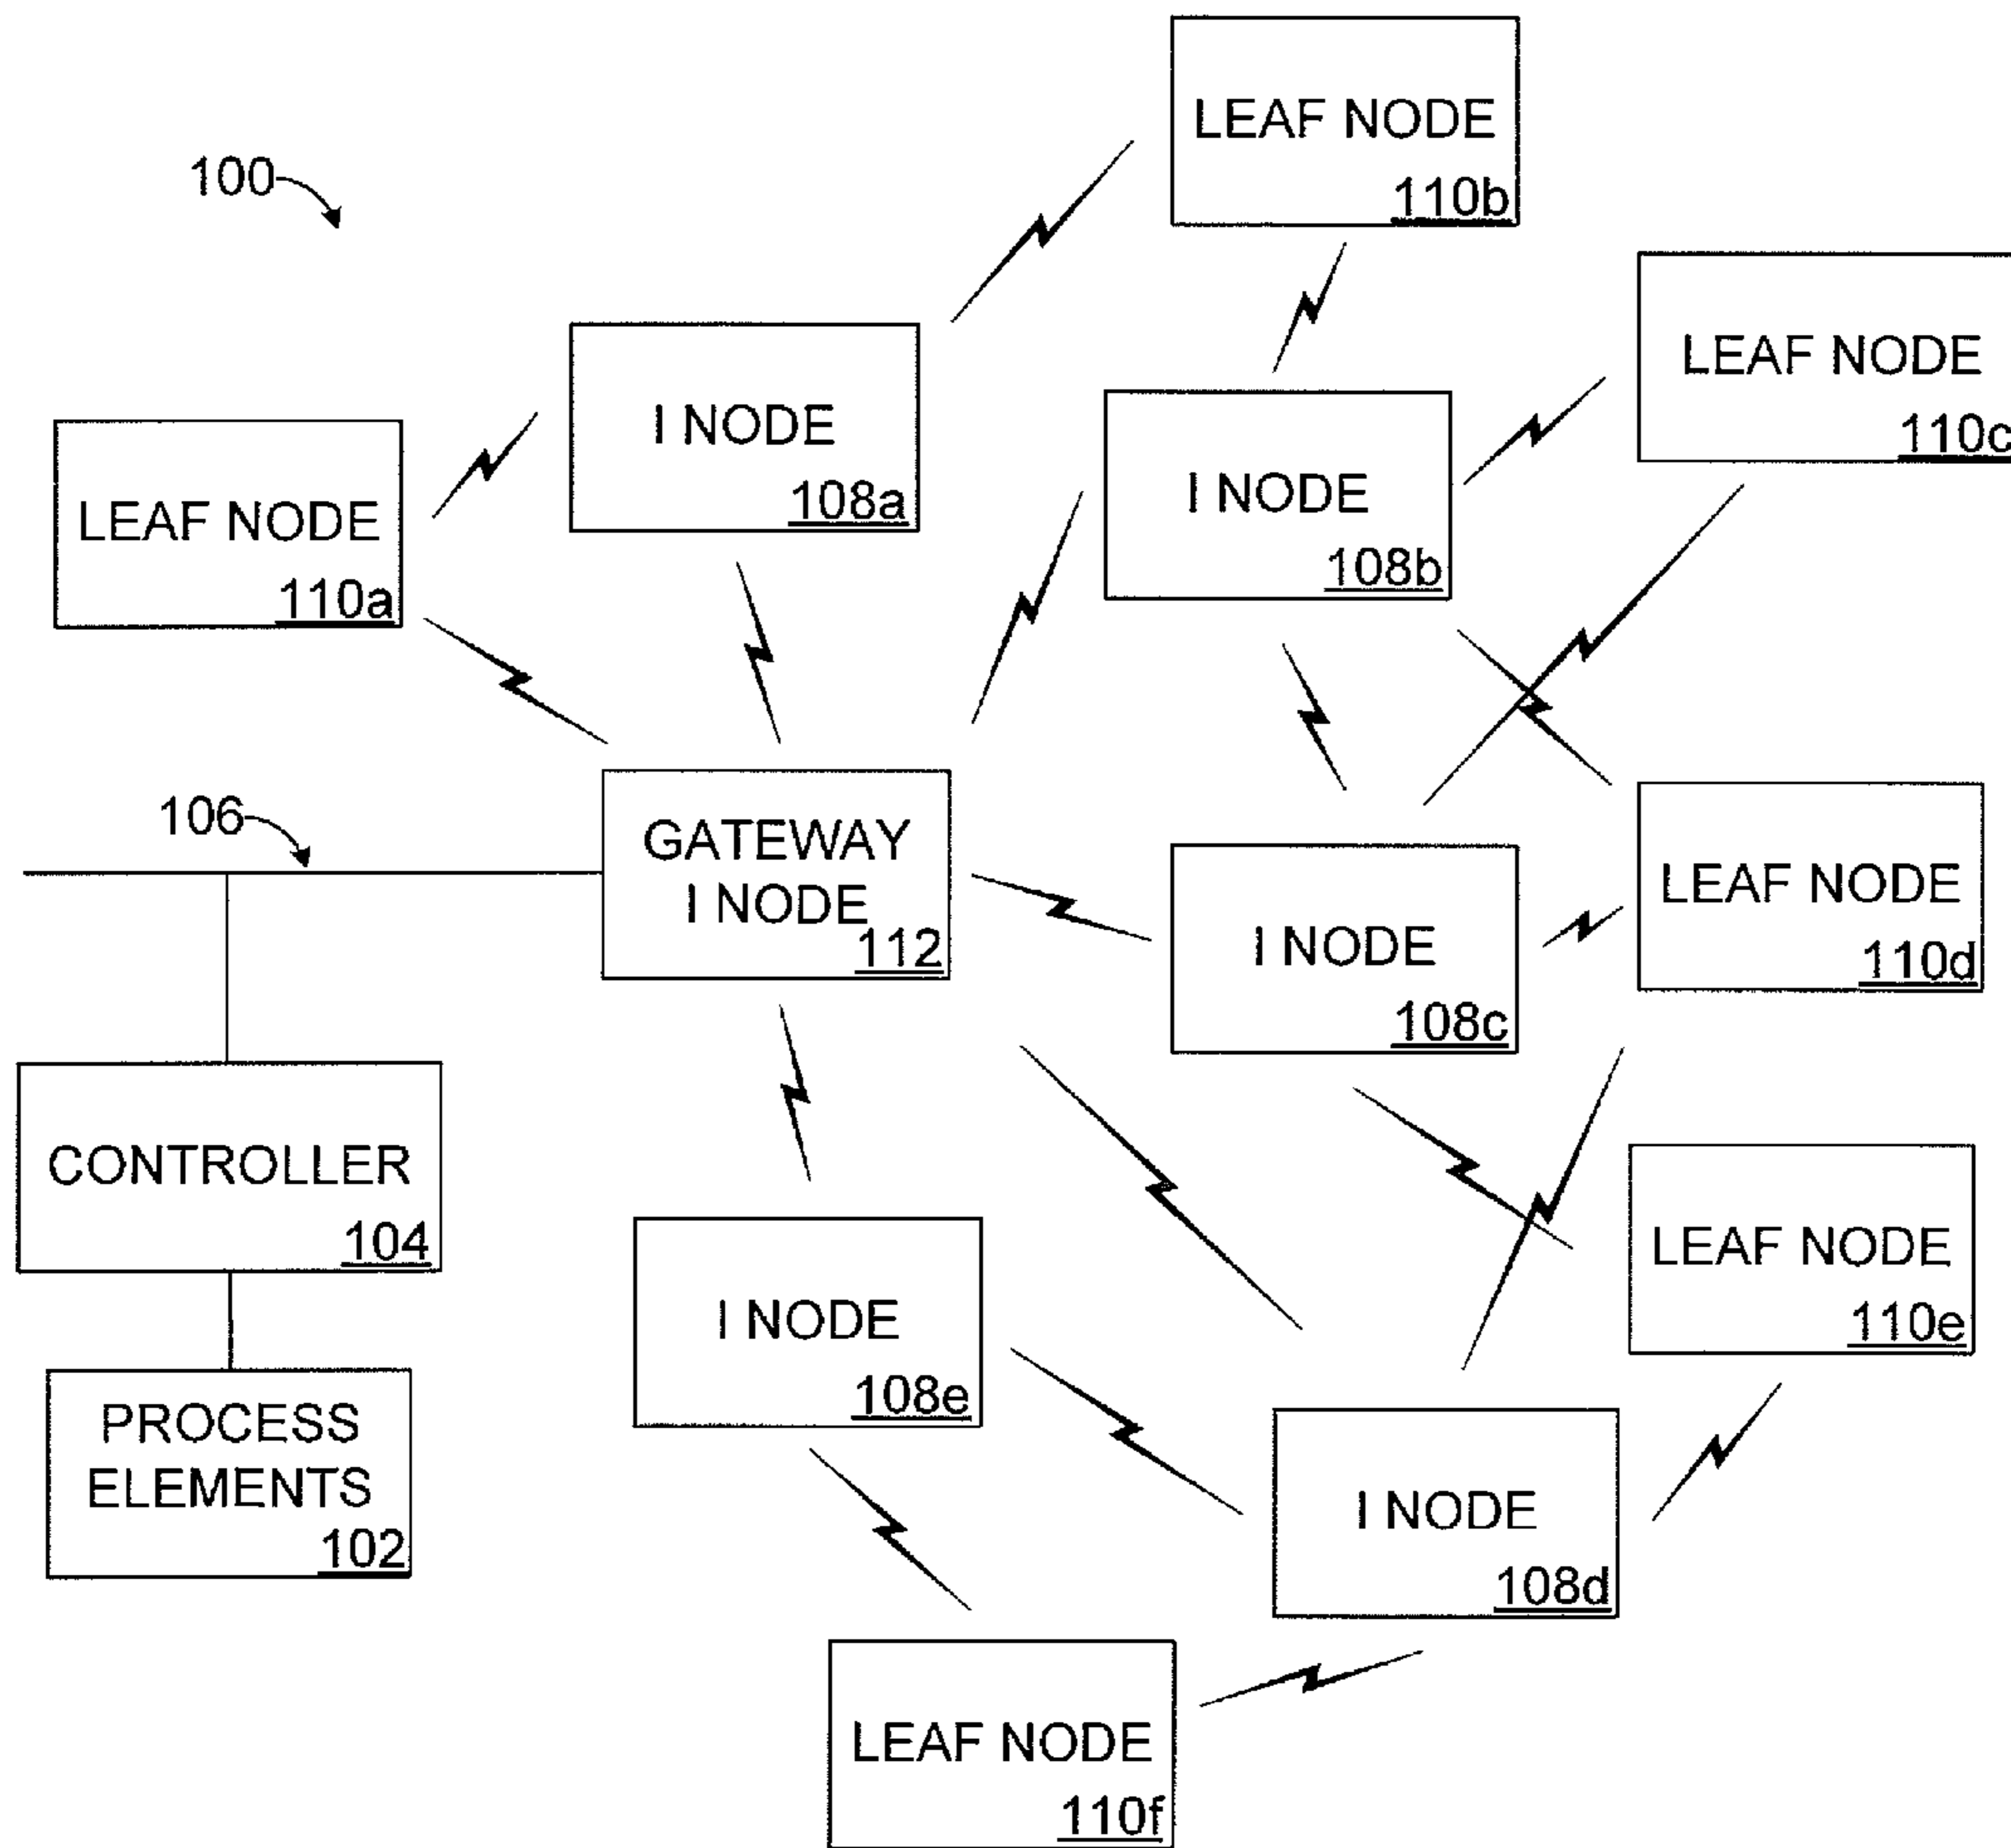 LEAF NODE
110b
100
LEAF NODE
110c
I NODE
108a
I NODE
108b
LEAF NODE
110a
106
GATEWAY
I NODE
112
LEAF NODE
110d
I NODE
108c
CONTROLLER
104
LEAF NODE
110e
I NODE
108e
PROCESS
ELEMENTS
102
I NODE
108d
LEAF NODE
110f